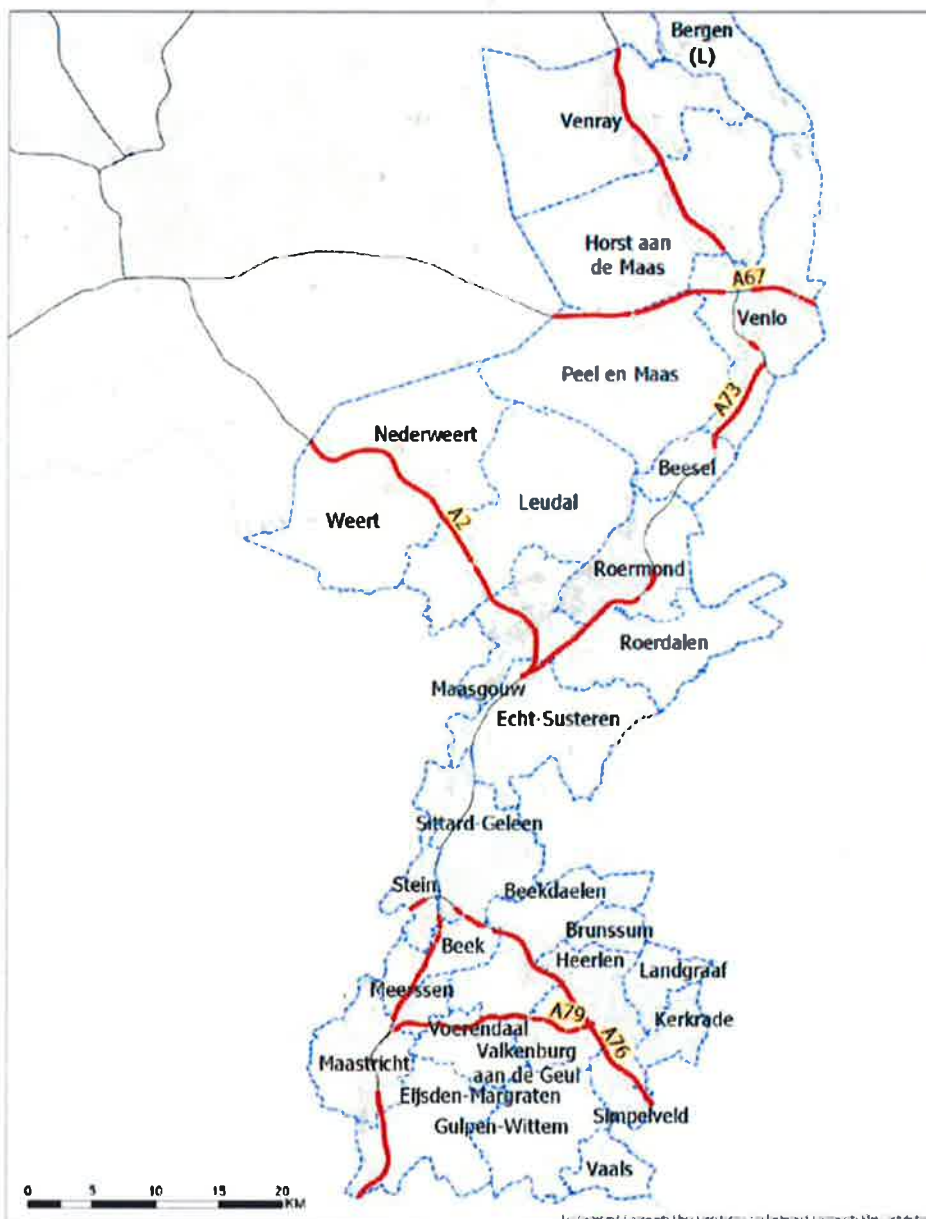 Bergen
(L)
Venray
Horst aan
de Maas
A67
Venlo
Peel en Maas
A73
Nederweert
Beesel
Leudal
Weert
A2
Roermond
Roerdalen
Maasgouw
Echt-Susteren
Sittard-Geleen
Stein
Beekdaelen
Brunssum
Beek
Heerlen
Landgraaf
Meerssen
A79
Kerkrade
Voerendaal
A76
Maastricht
Valkenburg
aan de Geul
Eijsden-Margraten
Simpelveld
Gulpen-Wittem
Vaals
0 5 10 15 20
KM